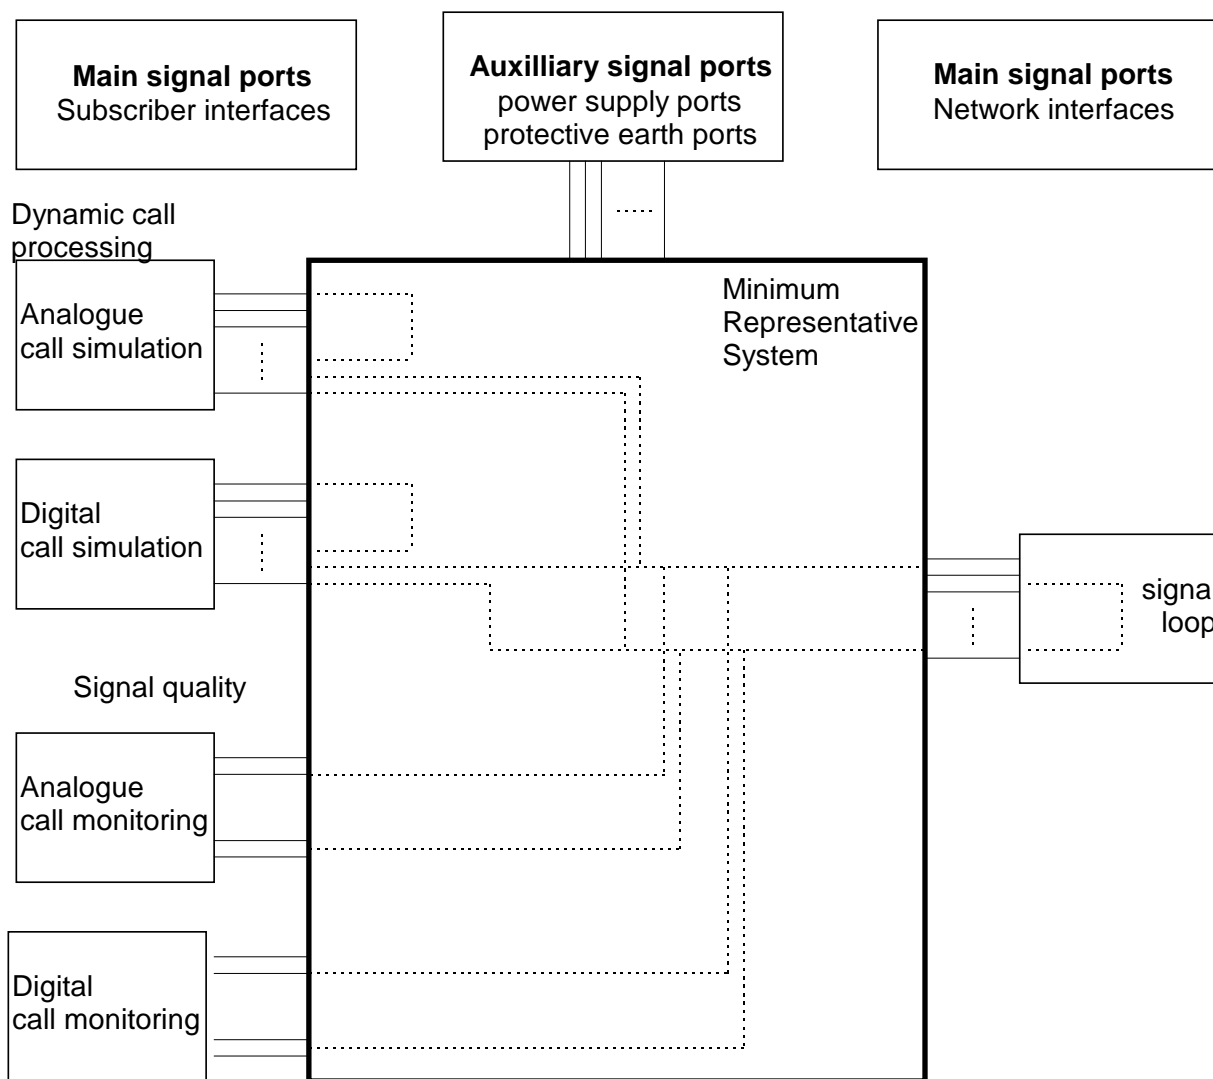 Main signal ports
Subscriber interfaces
Auxilliary signal ports
power supply ports
protective earth ports
Main signal ports
Network interfaces
Dynamic call
processing
Analogue
call simulation
Minimum
Representative
System
Digital
call simulation
signal
loop
Signal quality
Analogue
call monitoring
Digital
call monitoring